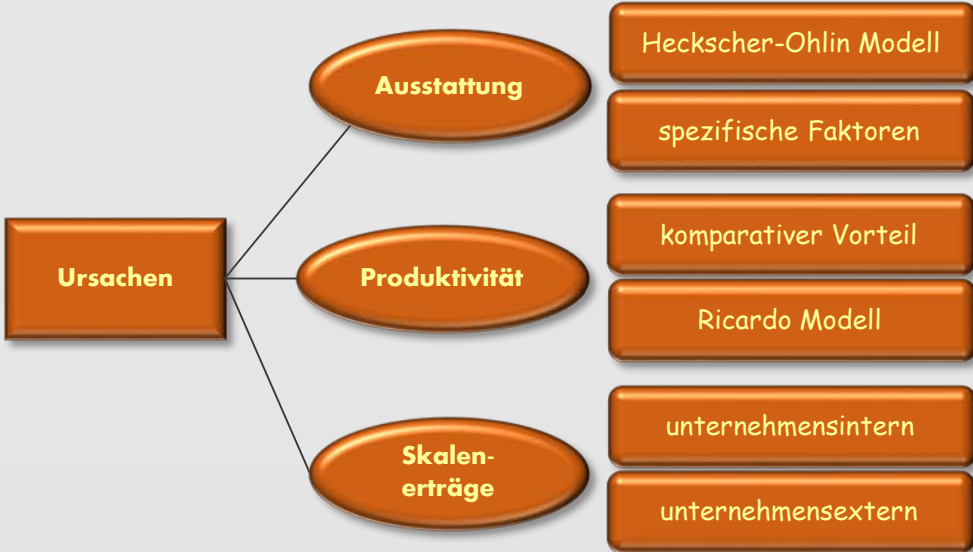 Ursachen
Ausstattung
Heckscher-Ohlin Modell
spezifische Faktoren
Produktivität
komparativer Vorteil
Ricardo Modell
Skalen-
erträge
unternehmensintern
unternehmensextern